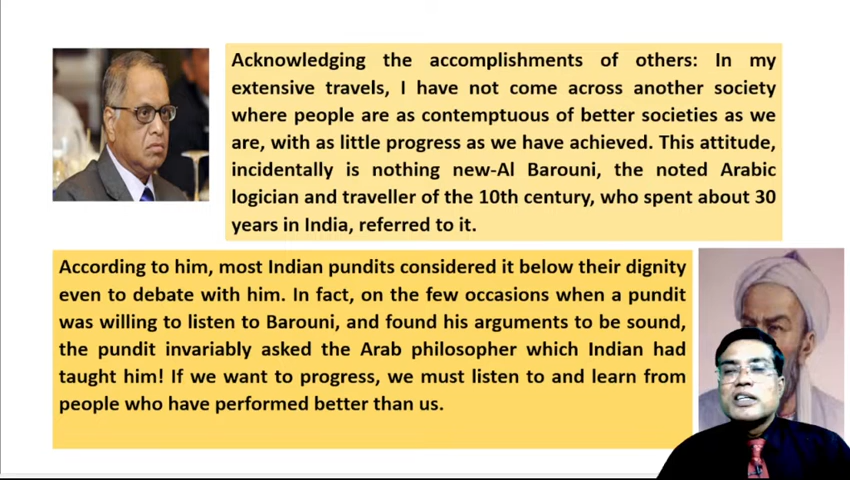 Acknowledging the accomplishments of others: In my
extensive travels, I have not come across another society
where people are as contemptuous of better societies as we
are, with as little progress as we have achieved. This attitude,
incidentally is nothing new-Al Barouni, the noted Arabic
logician and traveller of the 10th century, who spent about 30
years in India, referred to it.
According to him, most Indian pundits considered it below their dignity
even to debate with him. In fact, on the few occasions when a pundit
was willing to listen to Barouni, and found his arguments to be sound,
the pundit invariably asked the Arab philosopher which Indian had
taught him! If we want to progress, we must listen to and learn from
people who have performed better than us.